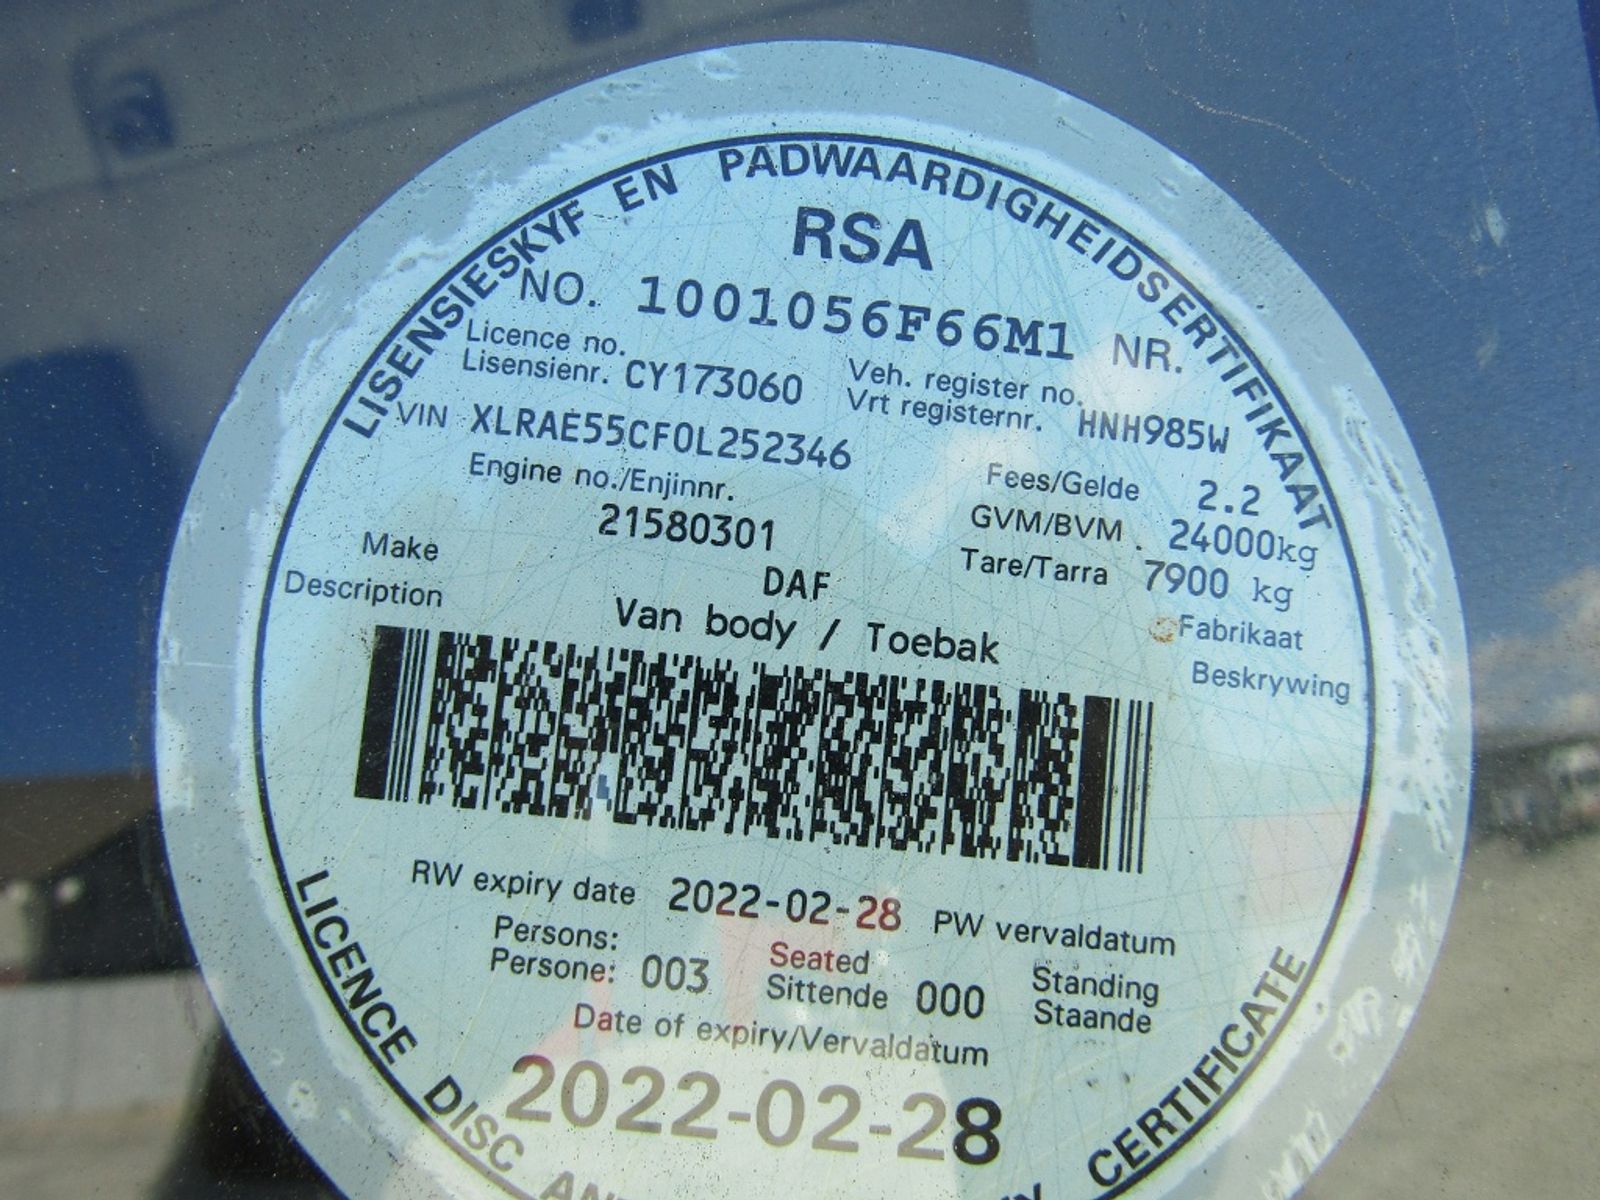 LISENSIESKYF EN PADWAARDIGHEIDSERTIFIKAAT
RSA
NO. 1001056F66M1 NR.
Licence no.
Lisensienr. CY173060
Veh. register no.
Vrt registernr. HNH985W
VIN XLRAE55CF0L252346
Engine no./Enjinnr.
21580301
Fees/Gelde 2.2
GVM/BVM . 24000kg
Tare/Tarra 7900 kg
Make DAF Fabrikaat
Description Van body / Toebak Beskrywing
RW expiry date 2022-02-28 PW vervaldatum
Persons: Seated Standing
Persone: 003 Sittende 000 Staande
Date of expiry/Vervaldatum
2022-02-28
LICENCE DISC CERTIFICATE